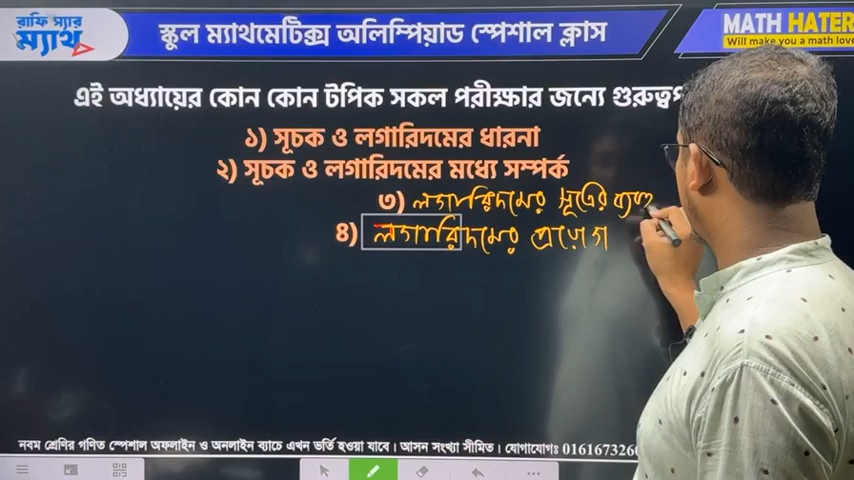 রাফি স্যার
ম্যাথ
স্কুল ম্যাথমেটিক্স অলিম্পিয়াড স্পেশাল ক্লাস
MATH HATER
Will make you a math love
এই অধ্যায়ের কোন কোন টপিক সকল পরীক্ষার জন্যে গুরুত্বপ
১) সূচক ও লগারিদমের ধারনা
২) সূচক ও লগারিদমের মধ্যে সম্পর্ক
৩) লগারিদমের সূত্রের ব্যবহ
৪) লগারিদমের প্রয়োগ
নবম শ্রেণির গণিত স্পেশাল অফলাইন ও অনলাইন ব্যাচে এখন ভর্তি হওয়া যাবে। আসন সংখ্যা সীমিত। যোগাযোগঃ 0161673260